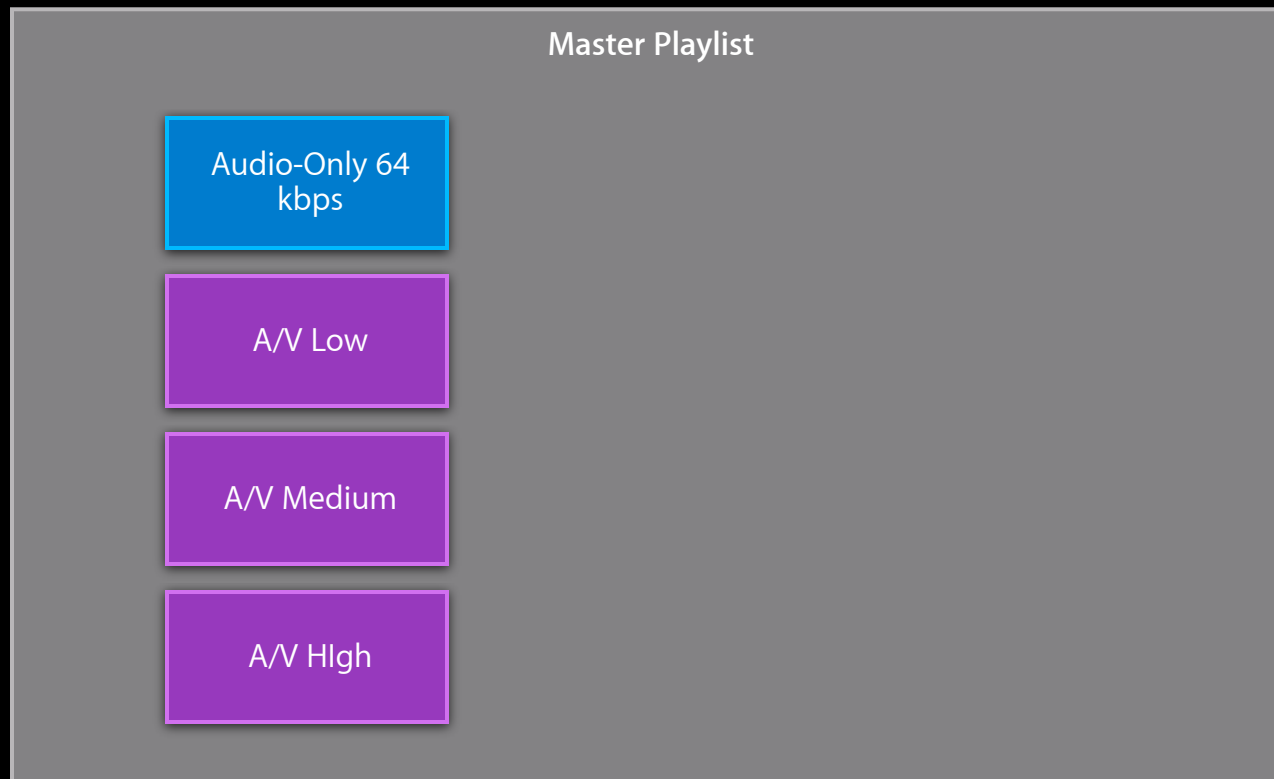 Master Playlist
Audio-Only 64
kbps
A/V Low
A/V Medium
A/V HIgh